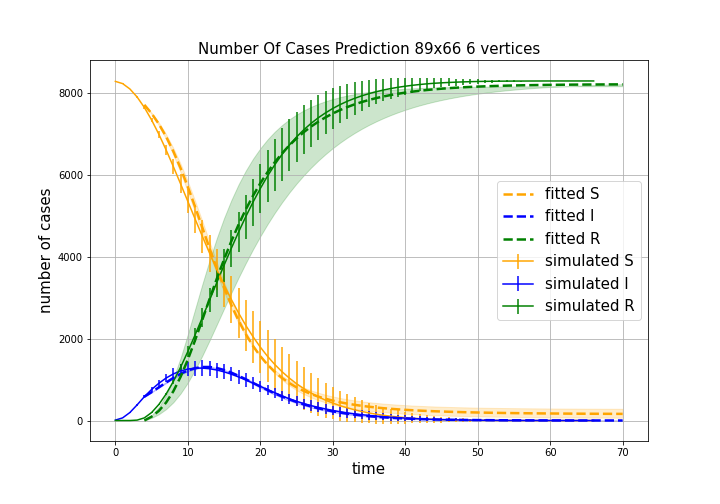 Number Of Cases Prediction 89x66 6 vertices
number of cases
8000
6000
4000
2000
0
fitted S
fitted I
fitted R
simulated S
simulated I
simulated R
0 10 20 30 40 50 60 70
time